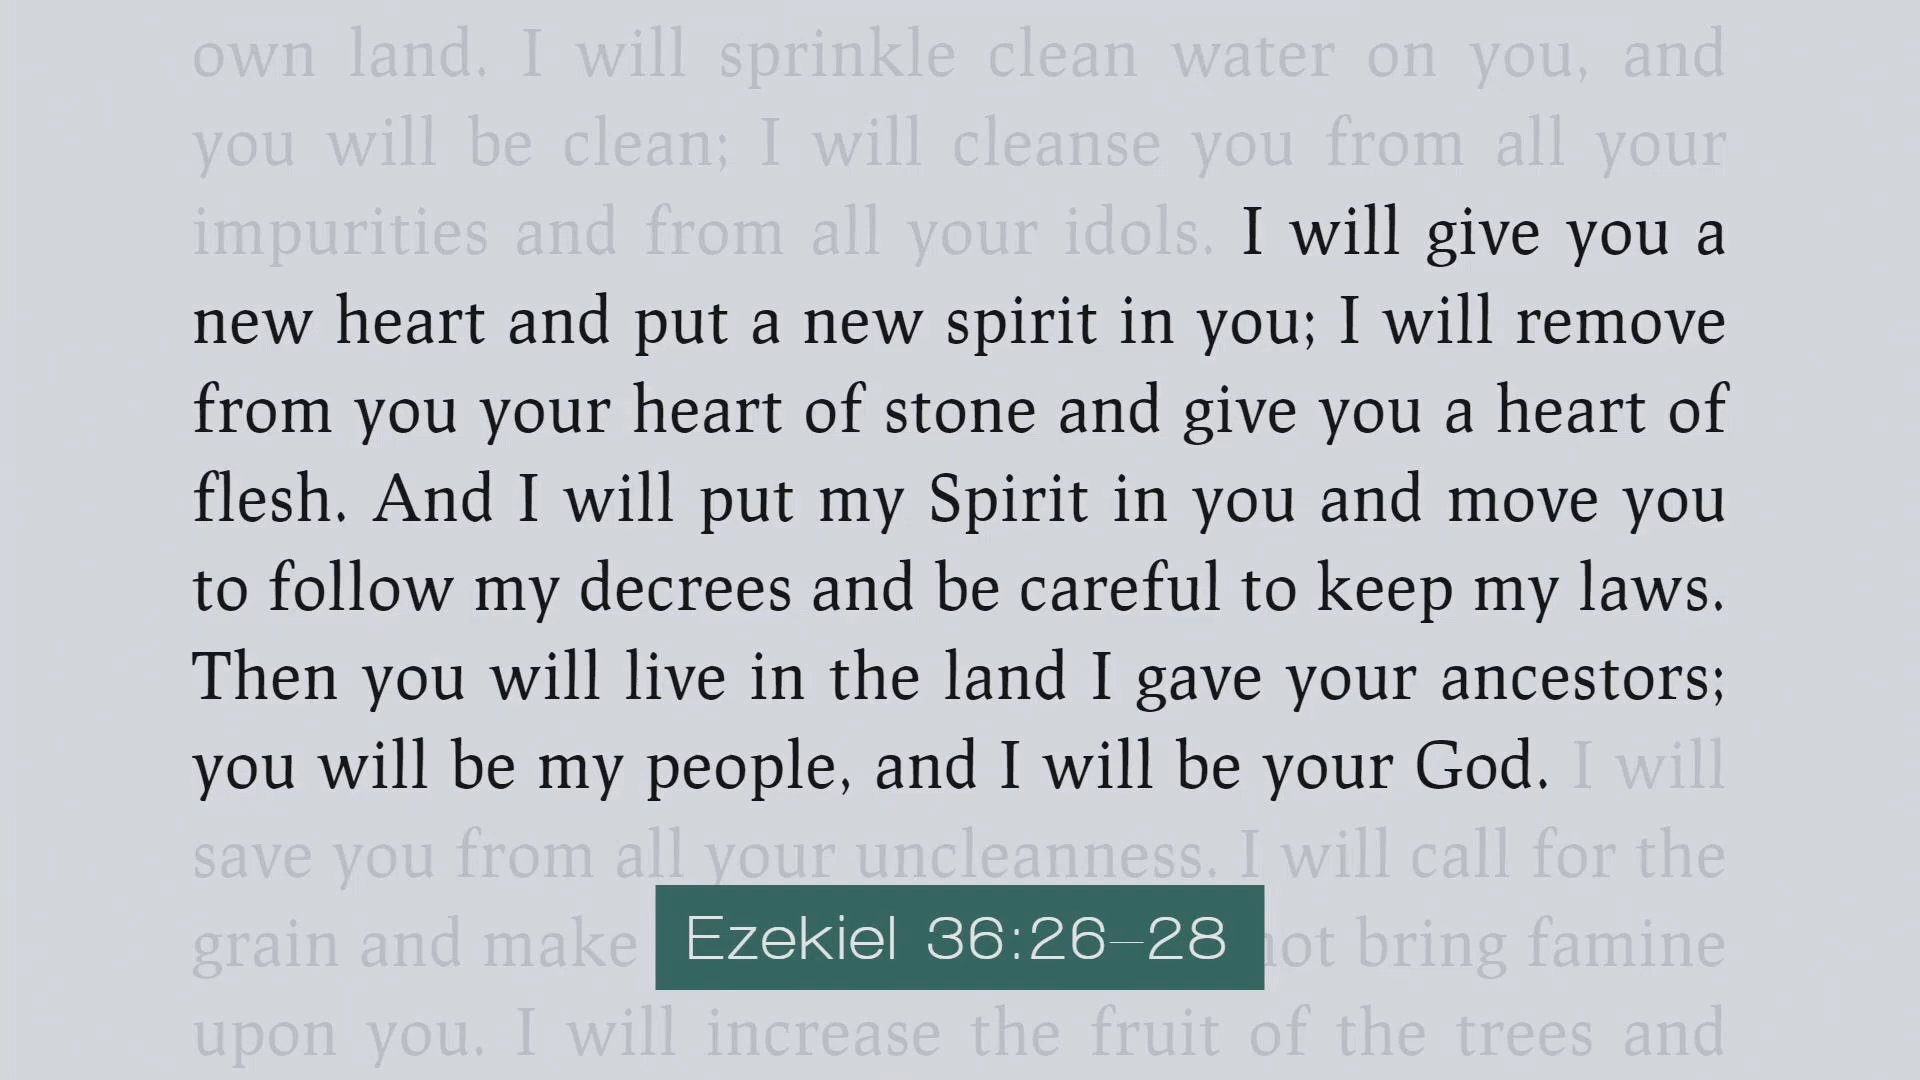 own land. I will sprinkle clean water on you, and
you will be clean; I will cleanse you from all your
impurities and from all your idols. I will give you a
new heart and put a new spirit in you; I will remove
from you your heart of stone and give you a heart of
flesh. And I will put my Spirit in you and move you
to follow my decrees and be careful to keep my laws.
Then you will live in the land I gave your ancestors;
you will be my people, and I will be your God. I will
save you from all your uncleanness. I will call for the
grain and make
Ezekiel 36:26–28
bring famine
upon you. I will increase the fruit of the trees and